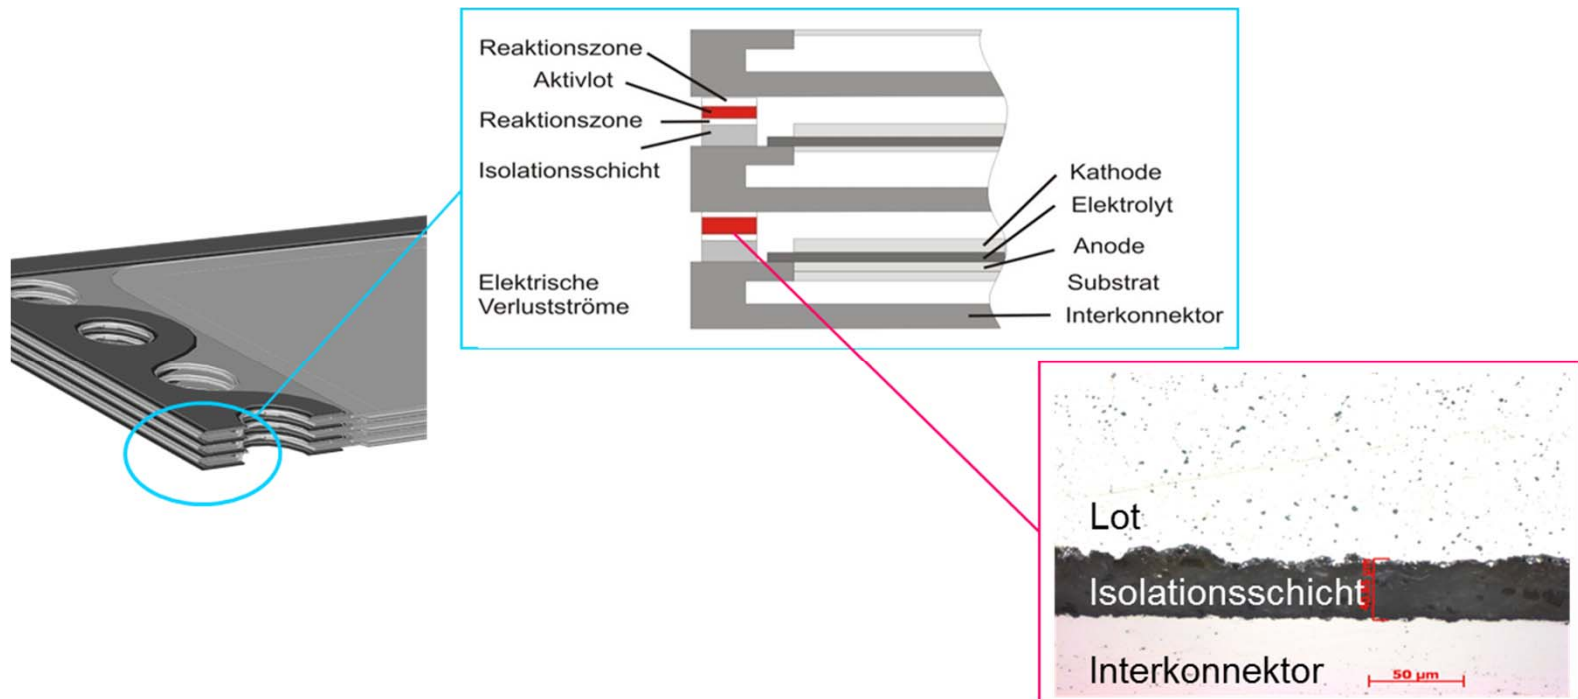 Reaktionszone
Aktivlot
Reaktionszone
Isolationsschicht
Elektrische
Verlustströme
Kathode
Elektrolyt
Anode
Substrat
Interkonnektor
Lot
Isolationsschicht
Interkonnektor
50 µm